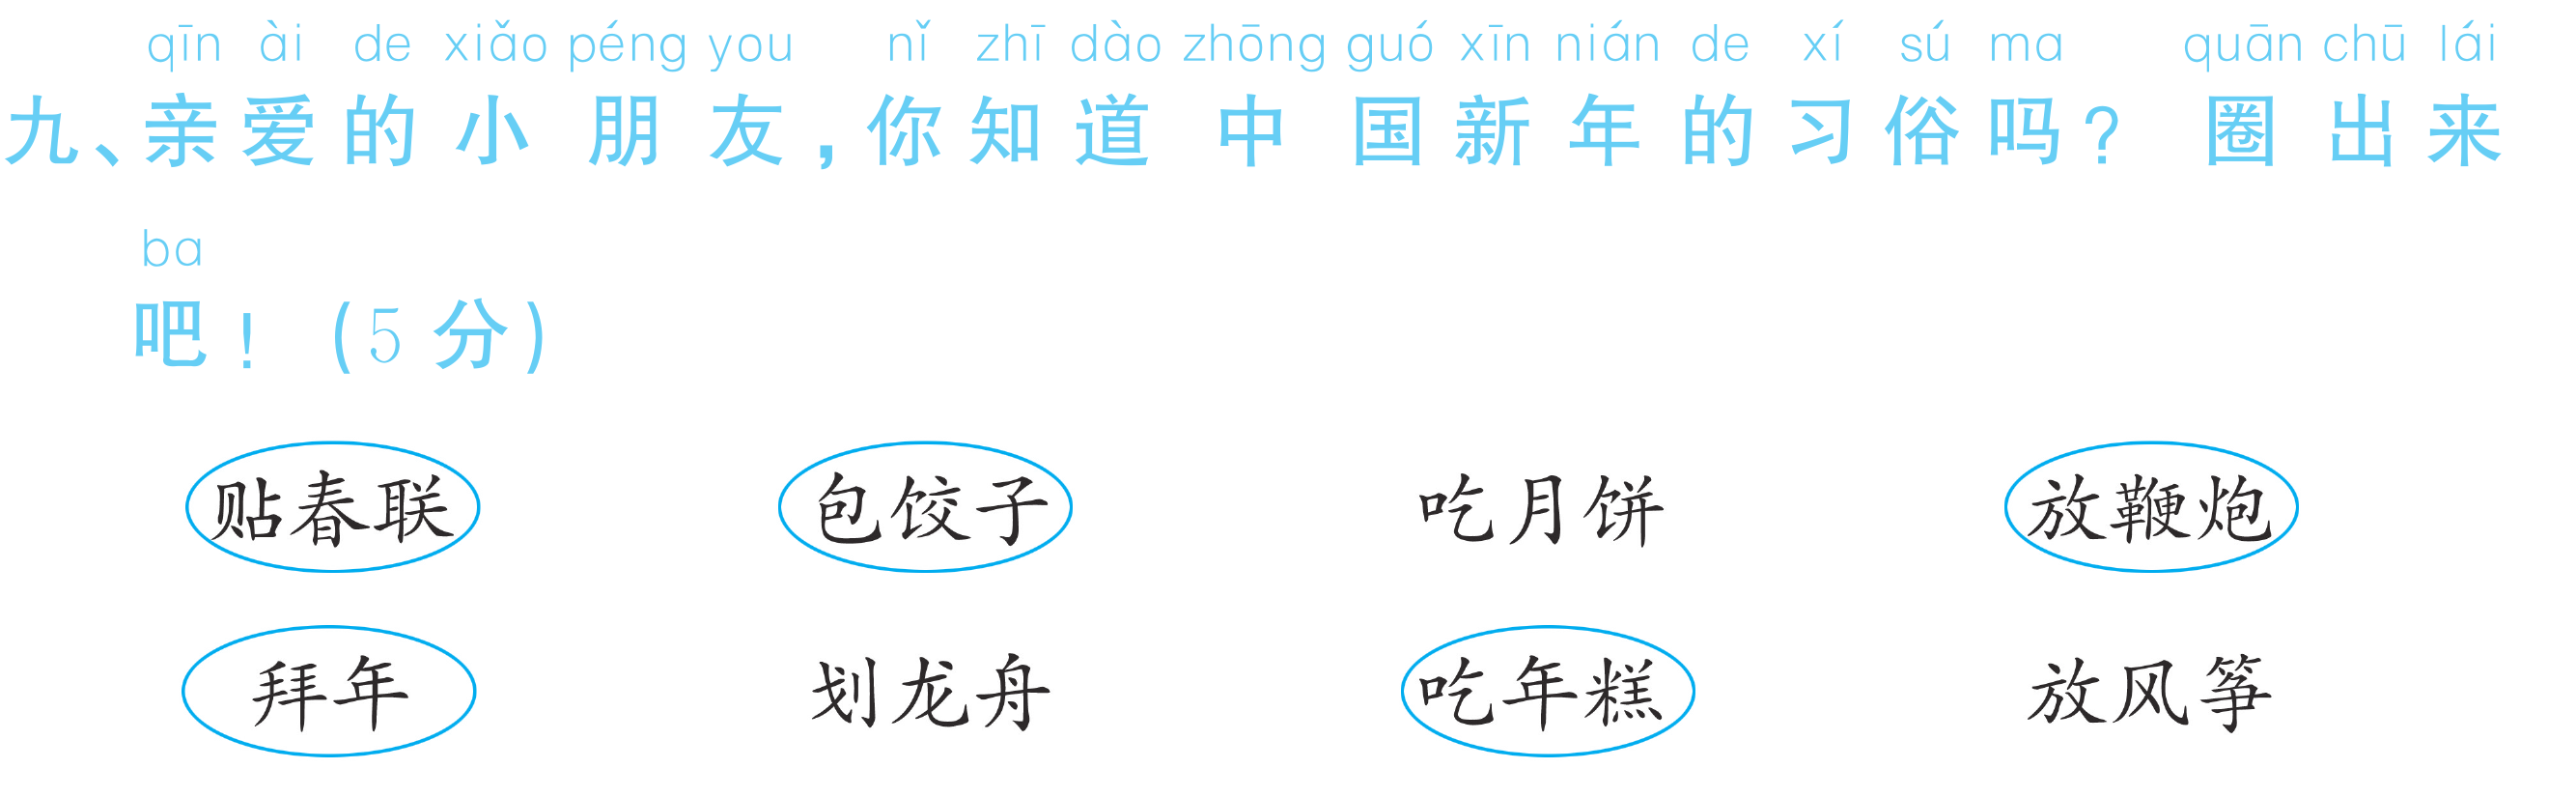 qīn ài de xiǎo péng you nǐ zhī dào zhōng guó xīn nián de xí sú ma quān chū lái
九、亲爱的小朋友，你知道中国新年的习俗吗？圈出来
ba
吧！(5分)
贴春联 包饺子 吃月饼 放鞭炮
拜年 划龙舟 吃年糕 放风筝